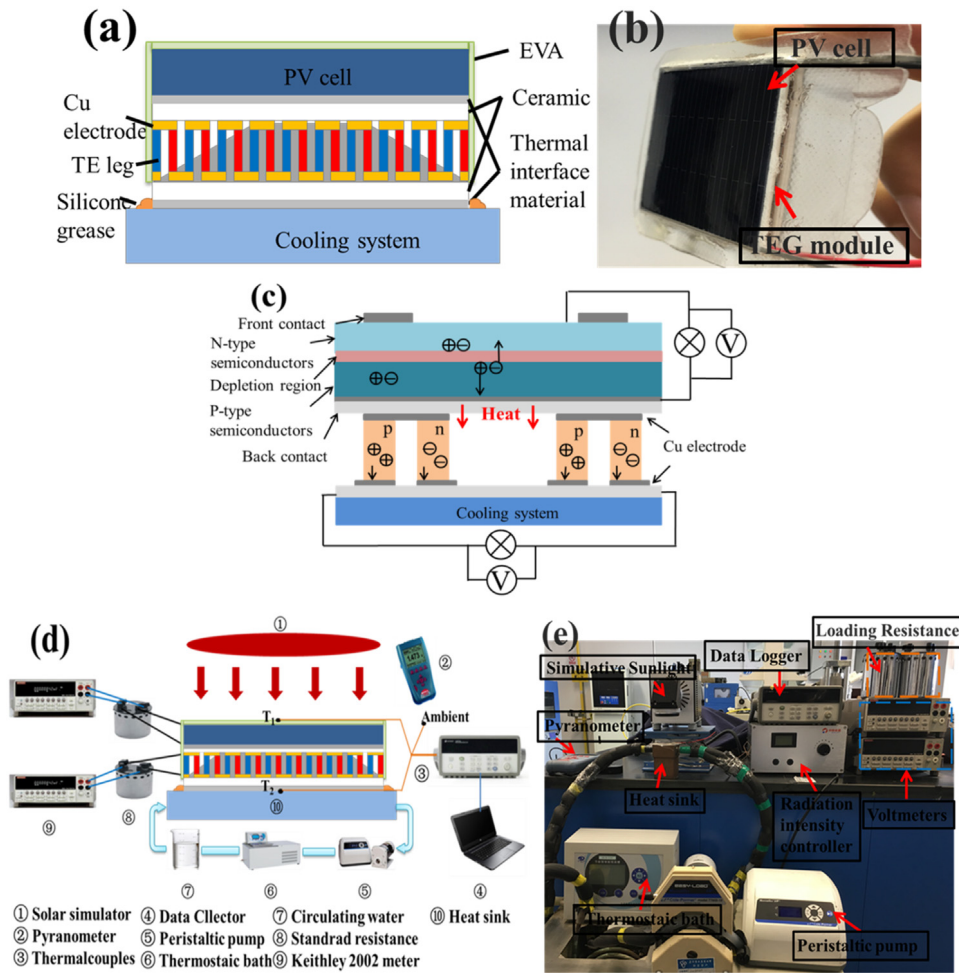 (a)
EVA
PV cell
Ceramic
Cu
electrode
TE leg
Thermal
interface
material
Silicone
grease
Cooling system
(b)
PV cell
TEG module
(c)
Front contact
N-type
semiconductors
Depletion region
P-type
semiconductors
Back contact
Heat
p
n
p
n
Cu electrode
Cooling system
V
V
(d)
①
②
T1
Ambient
③
T2
⑩
⑨
⑧
⑦
⑥
⑤
④
① Solar simulator
④ Data Cllector
⑦ Circulating water
⑩ Heat sink
② Pyranometer
⑤ Peristaltic pump
⑧ Standrad resistance
③ Thermalcouples
⑥ Thermostaic bath
⑨ Keithley 2002 meter
(e)
Loading Resistance
Data Logger
Simulative Sunlight
Pyranometer
Heat sink
Radiation
intensity
controller
Voltmeters
Thermostaic bath
Peristaltic pump